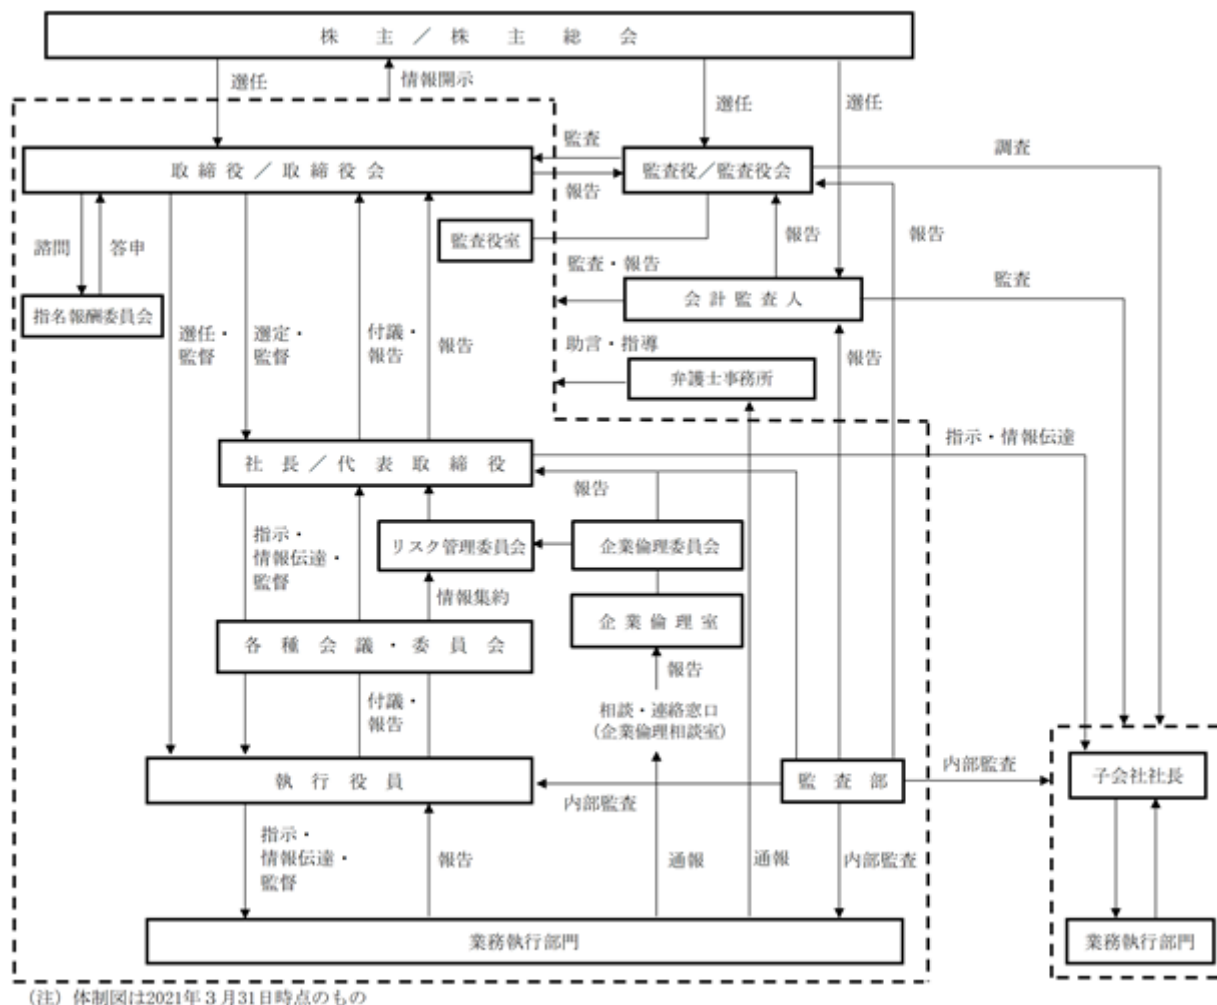 株主／株主総会
選任
情報開示
選任
選任
取締役／取締役会
監査
報告
監査役／監査役会
調査
監査役室
報告
報告
諮問
答申
監査・報告
会計監査人
監査
指名報酬委員会
選任・
監督
選定・
監督
付議・
報告
報告
助言・指導
弁護士事務所
報告
社長／代表取締役
指示・情報伝達
報告
指示・
情報伝達・
監督
リスク管理委員会
企業倫理委員会
情報集約
企業倫理室
各種会議・委員会
報告
付議・
報告
相談・連絡窓口
（企業倫理相談室）
執行役員
内部監査
監査部
内部監査
子会社社長
指示・
情報伝達・
監督
報告
通報
通報
内部監査
業務執行部門
業務執行部門
（注）体制図は2021年３月31日時点のもの